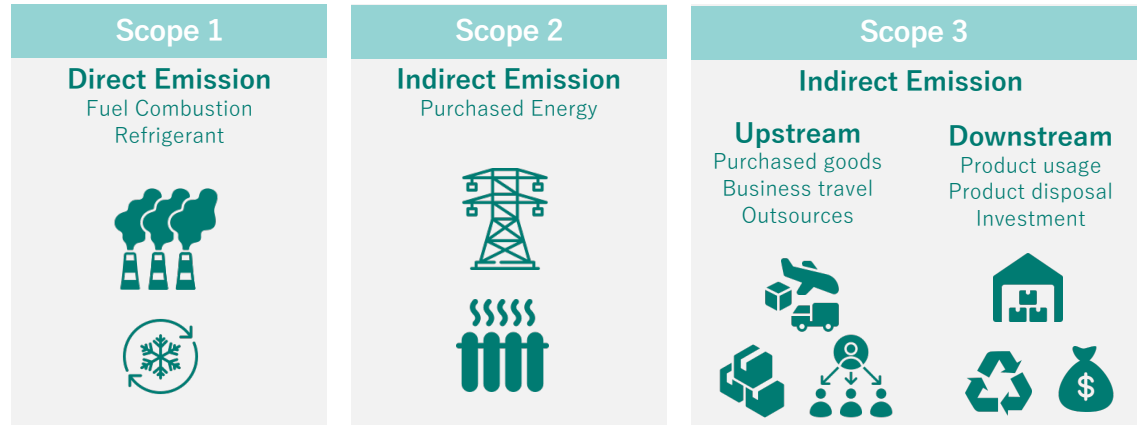 Scope 1
Direct Emission
Fuel Combustion
Refrigerant
Scope 2
Indirect Emission
Purchased Energy
Scope 3
Indirect Emission
Upstream
Purchased goods
Business travel
Outsources
Downstream
Product usage
Product disposal
Investment
$